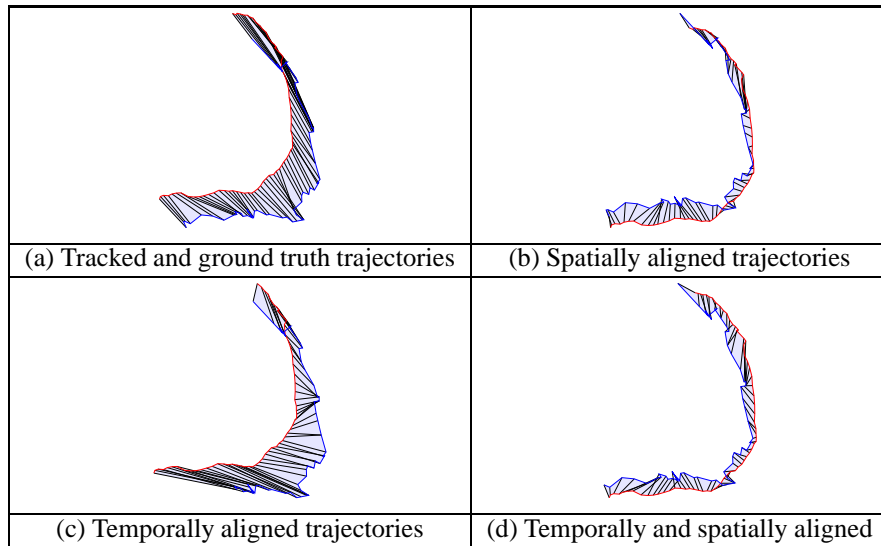 (a) Tracked and ground truth trajectories
(b) Spatially aligned trajectories
(c) Temporally aligned trajectories
(d) Temporally and spatially aligned